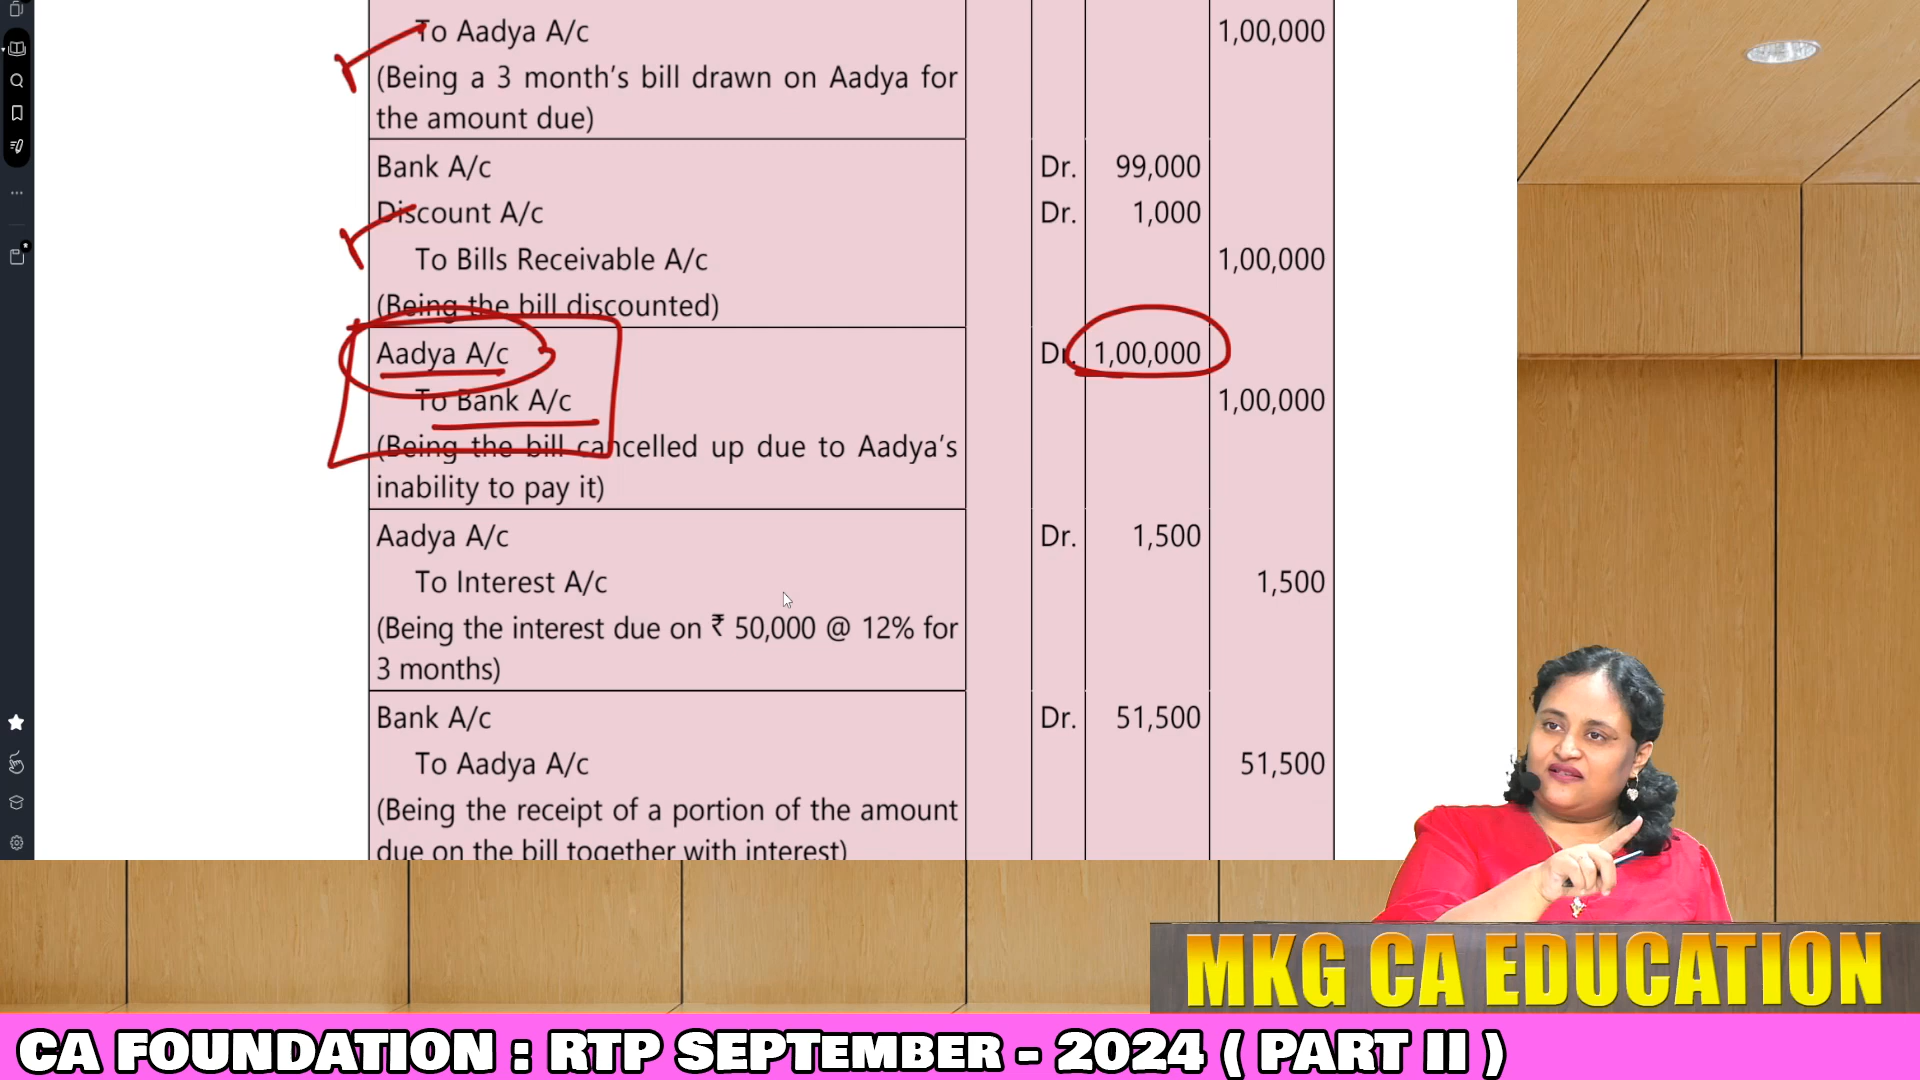 To Aadya A/c 1,00,000
(Being a 3 month's bill drawn on Aadya for
the amount due)
Bank A/c Dr. 99,000
Discount A/c Dr. 1,000
To Bills Receivable A/c 1,00,000
(Being the bill discounted)
Aadya A/c Dr. 1,00,000
To Bank A/c 1,00,000
(Being the bill cancelled up due to Aadya's
inability to pay it)
Aadya A/c Dr. 1,500
To Interest A/c 1,500
(Being the interest due on ₹ 50,000 @ 12% for
3 months)
Bank A/c Dr. 51,500
To Aadya A/c 51,500
(Being the receipt of a portion of the amount
due on the bill together with interest)
MKG CA EDUCATION
CA FOUNDATION : RTP SEPTEMBER - 2024 ( PART II )